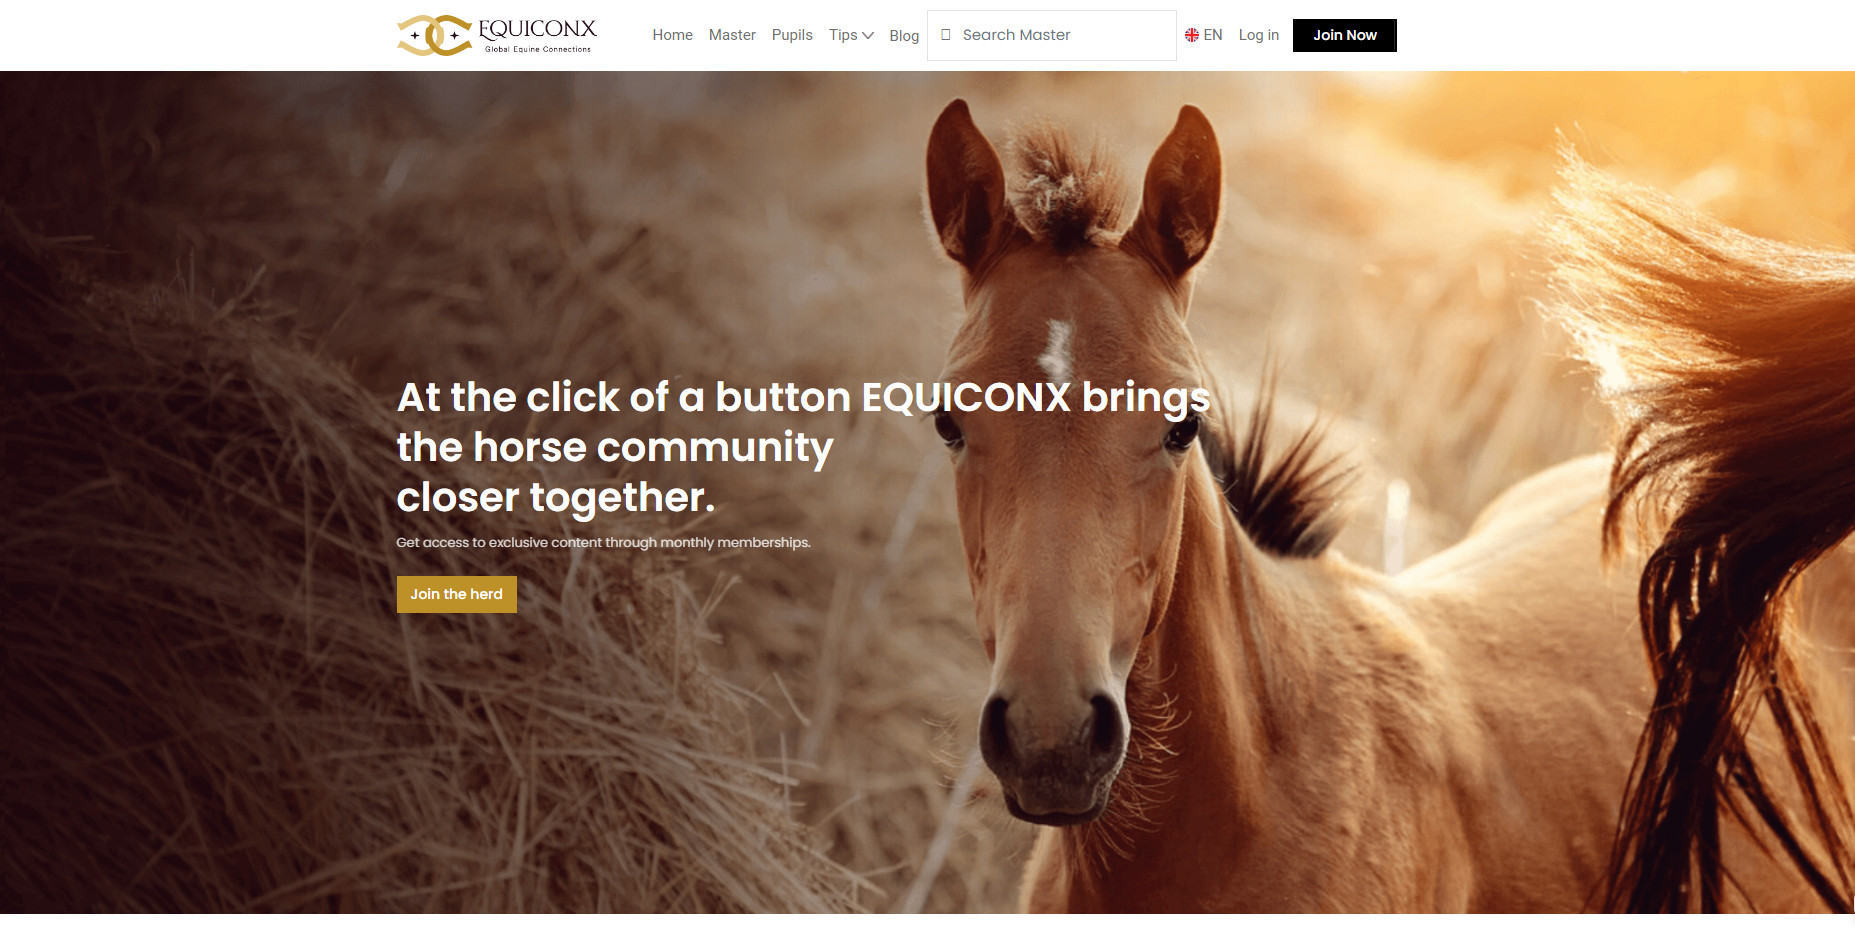 EQUICONX
Global Equine Connections
Home
Master
Pupils
Tips
Blog
Search Master
EN
Log in
Join Now
At the click of a button EQUICONX brings
the horse community
closer together.
Get access to exclusive content through monthly memberships.
Join the herd